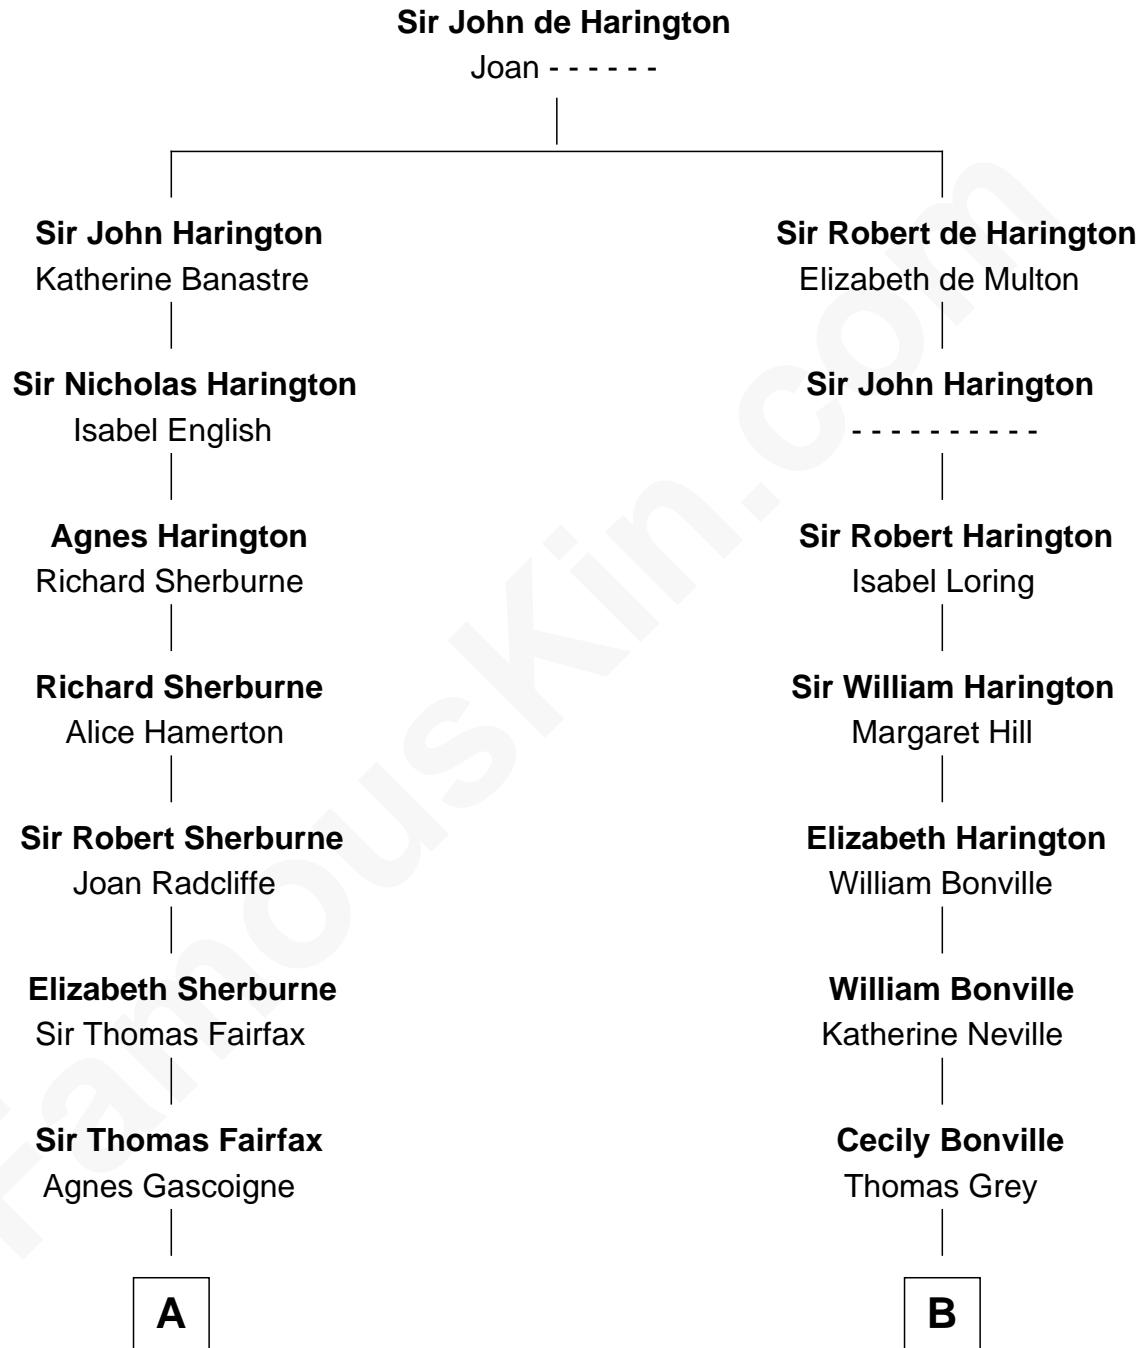 Sir John de Harington
Joan - - - - - -
Sir John Harington
Katherine Banastre
Sir Nicholas Harington
Isabel English
Agnes Harington
Richard Sherburne
Richard Sherburne
Alice Hamerton
Sir Robert Sherburne
Joan Radcliffe
Elizabeth Sherburne
Sir Thomas Fairfax
Sir Thomas Fairfax
Agnes Gascoigne
A
Sir Robert de Harington
Elizabeth de Multon
Sir John Harington
- - - - - - - - - -
Sir Robert Harington
Isabel Loring
Sir William Harington
Margaret Hill
Elizabeth Harington
William Bonville
William Bonville
Katherine Neville
Cecily Bonville
Thomas Grey
B
FamousKin.com